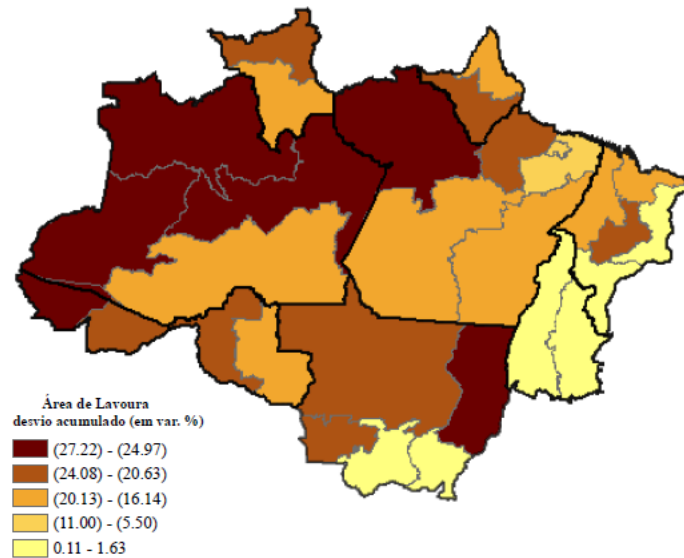 Área de Lavoura
desvio acumulado (em var. %)
(27.22) - (24.97)
(24.08) - (20.63)
(20.13) - (16.14)
(11.00) - (5.50)
0.11 - 1.63